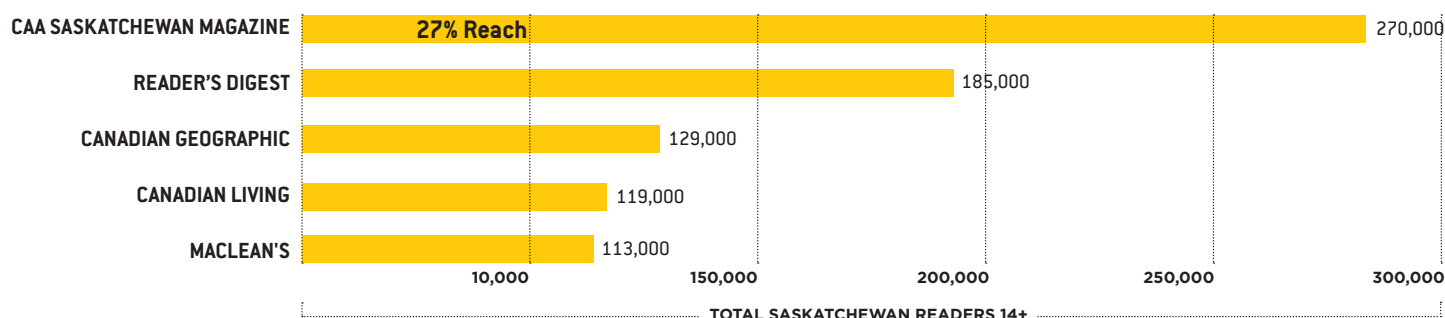 CAA SASKATCHEWAN MAGAZINE 27% Reach 270,000
READER'S DIGEST 185,000
CANADIAN GEOGRAPHIC 129,000
CANADIAN LIVING 119,000
MACLEAN'S 113,000
10,000 150,000 200,000 250,000 300,000
TOTAL SASKATCHEWAN READERS 14+